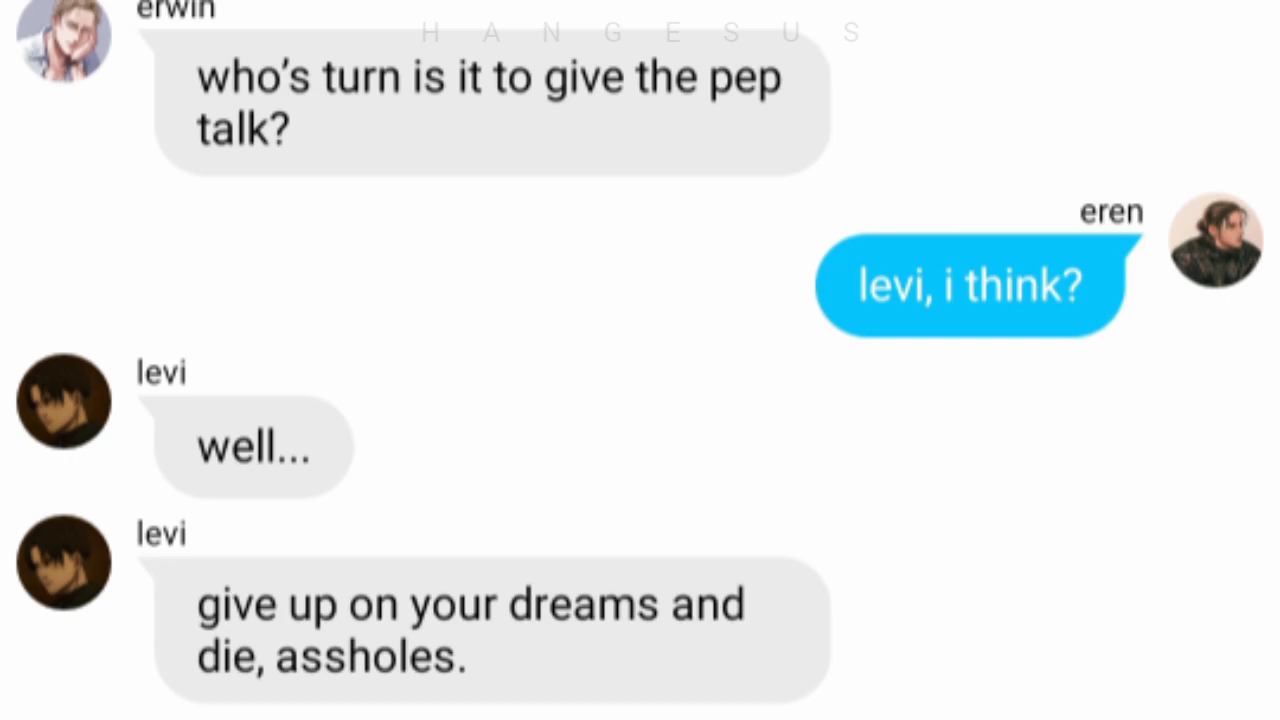 erwin
H A N G E S U S
who's turn is it to give the pep
talk?
eren
levi, i think?
levi
well...
levi
give up on your dreams and
die, assholes.